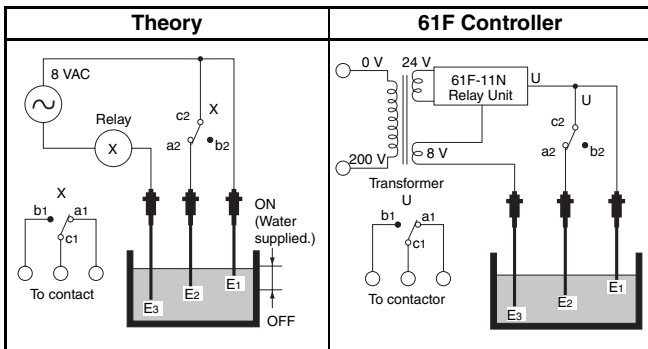 Theory
61F Controller
8 VAC
c2
X
Relay
X
a2
b2
X
b1
a1
c1
To contact
ON
(Water
supplied.)
E3
E2
E1
OFF
0 V
24 V
61F-11N
Relay Unit
U
c2
U
a2
b2
200 V
8 V
Transformer
U
b1
a1
c1
To contactor
E3
E2
E1